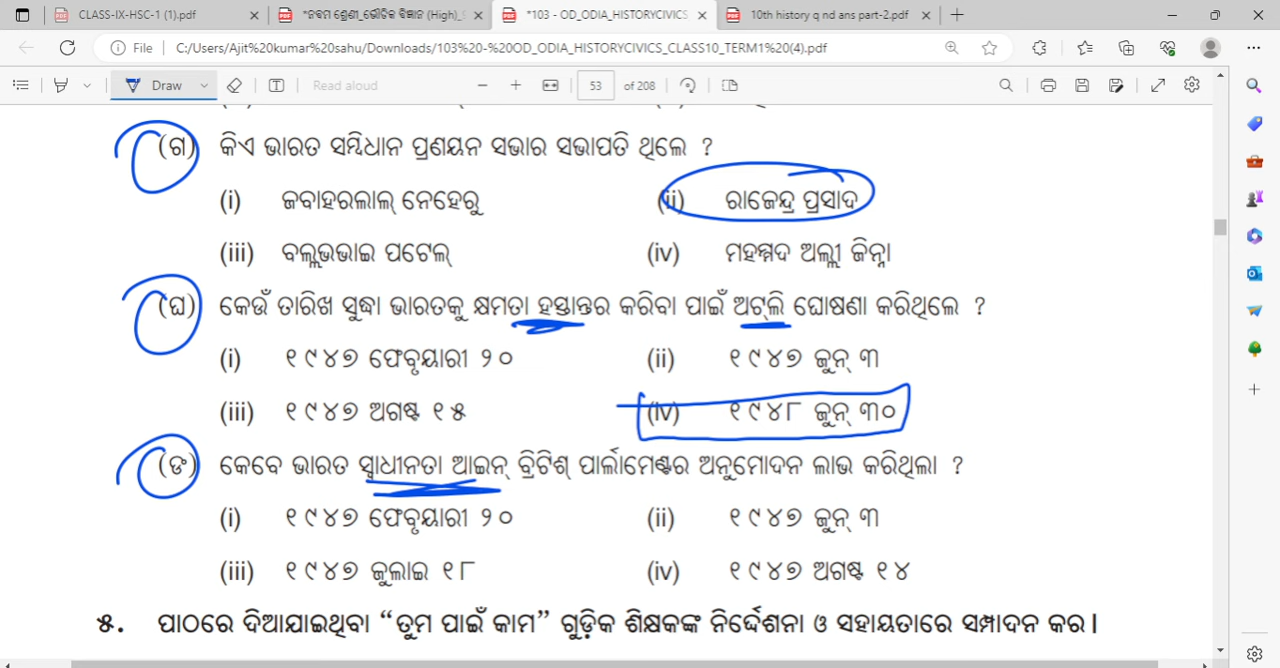 CLASS-IX-HSC-1 (1).pdf
*ନବମ ଶ୍ରେଣୀ_ଭୌତିକ ବିଜ୍ଞାନ (High)_
*103 - OD_ODIA_HISTORYCIVICS_
10th history q nd ans part-2.pdf
File C:/Users/Ajit%20kumar%20sahu/Downloads/103%20-%20OD_ODIA_HISTORYCIVICS_CLASS10_TERM1%20(4).pdf
Draw Read aloud 53 of 208
(ଗ) କିଏ ଭାରତ ସମ୍ବିଧାନ ପ୍ରଣୟନ ସଭାର ସଭାପତି ଥିଲେ ?
(i) ଜବାହରଲାଲ୍ ନେହେରୁ (ii) ରାଜେନ୍ଦ୍ର ପ୍ରସାଦ
(iii) ବଲ୍ଲଭଭାଇ ପଟେଲ୍ (iv) ମହମ୍ମଦ ଅଲ୍ଲୀ ଜିନ୍ନା
(ଘ) କେଉଁ ତାରିଖ ସୁଦ୍ଧା ଭାରତକୁ କ୍ଷମତା ହସ୍ତାନ୍ତର କରିବା ପାଇଁ ଅଟ୍‌ଲି ଘୋଷଣା କରିଥିଲେ ?
(i) ୧୯୪୭ ଫେବୃୟାରୀ ୨୦ (ii) ୧୯୪୭ ଜୁନ୍ ୩
(iii) ୧୯୪୭ ଅଗଷ୍ଟ ୧୫ (iv) ୧୯୪୮ ଜୁନ୍ ୩୦
(ଙ) କେବେ ଭାରତ ସ୍ୱାଧୀନତା ଆଇନ୍ ବ୍ରିଟିଶ୍ ପାର୍ଲାମେଣ୍ଟର ଅନୁମୋଦନ ଲାଭ କରିଥିଲା ?
(i) ୧୯୪୭ ଫେବୃୟାରୀ ୨୦ (ii) ୧୯୪୭ ଜୁନ୍ ୩
(iii) ୧୯୪୭ ଜୁଲାଇ ୧୮ (iv) ୧୯୪୭ ଅଗଷ୍ଟ ୧୪
୫. ପାଠରେ ଦିଆଯାଇଥିବା “ତୁମ ପାଇଁ କାମ” ଗୁଡ଼ିକ ଶିକ୍ଷକଙ୍କ ନିର୍ଦ୍ଦେଶନା ଓ ସହାୟତାରେ ସମ୍ପାଦନ କର।